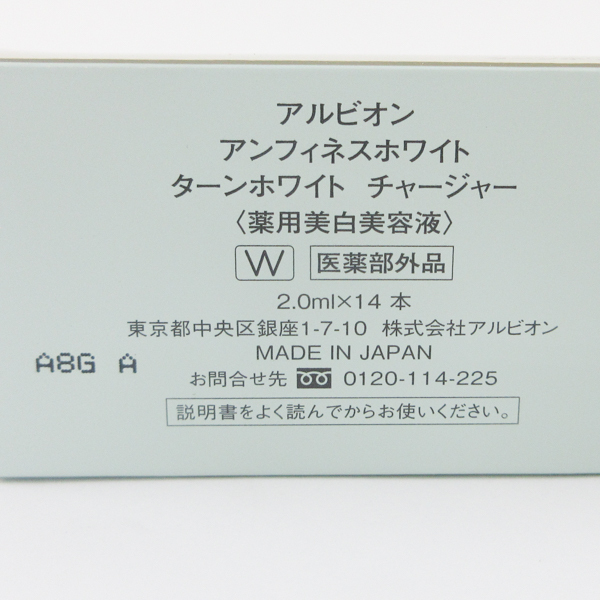 アルビオン
アンフィネスホワイト
ターンホワイト チャージャー
〈薬用美白美容液〉
W 医薬部外品
2.0ml×14 本
東京都中央区銀座1-7-10 株式会社アルビオン
MADE IN JAPAN
A8G A
お問合せ先 0120-114-225
説明書をよく読んでからお使いください。